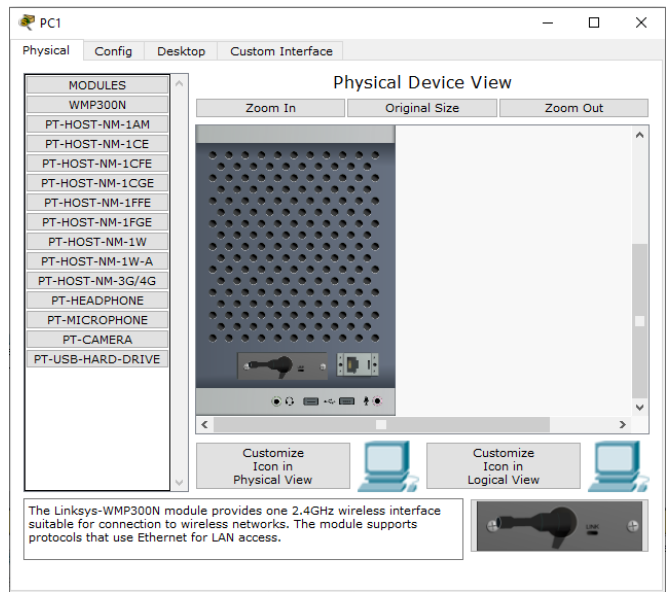 PC1
Physical Config Desktop Custom Interface
MODULES
WMP300N
PT-HOST-NM-1AM
PT-HOST-NM-1CE
PT-HOST-NM-1CFE
PT-HOST-NM-1CGE
PT-HOST-NM-1FFE
PT-HOST-NM-1FGE
PT-HOST-NM-1W
PT-HOST-NM-1W-A
PT-HOST-NM-3G/4G
PT-HEADPHONE
PT-MICROPHONE
PT-CAMERA
PT-USB-HARD-DRIVE
Physical Device View
Zoom In Original Size Zoom Out
Customize
Icon in
Physical View
Customize
Icon in
Logical View
The Linksys-WMP300N module provides one 2.4GHz wireless interface
suitable for connection to wireless networks. The module supports
protocols that use Ethernet for LAN access.
LINK